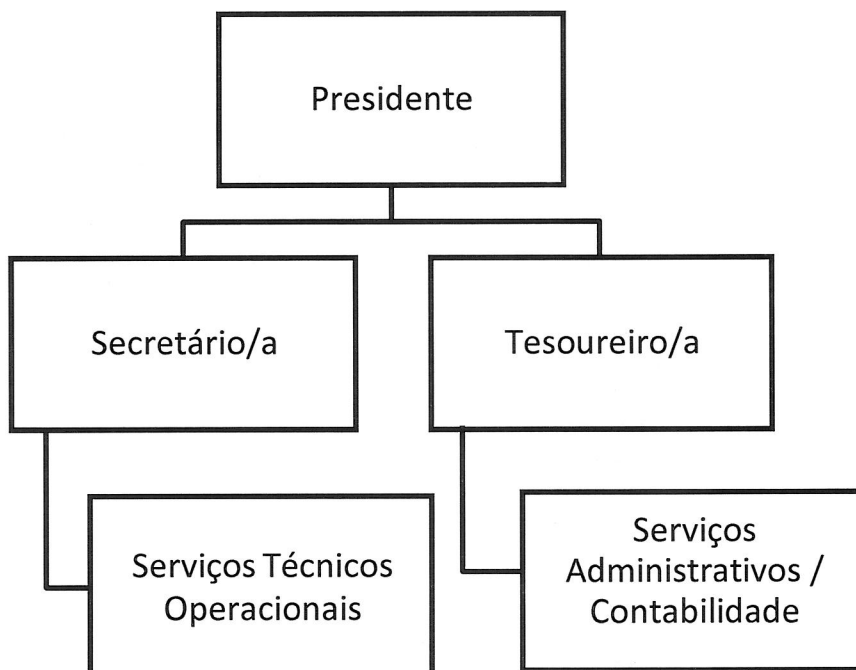 Presidente
Secretário/a
Tesoureiro/a
Serviços Técnicos
Operacionais
Serviços
Administrativos /
Contabilidade